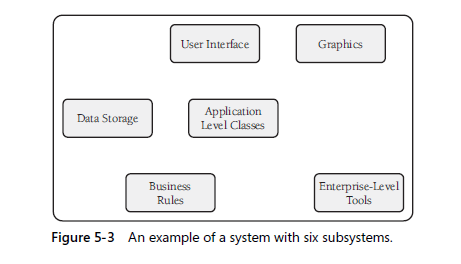 User Interface
Graphics
Data Storage
Application
Level Classes
Business
Rules
Enterprise-Level
Tools
Figure 5-3 An example of a system with six subsystems.